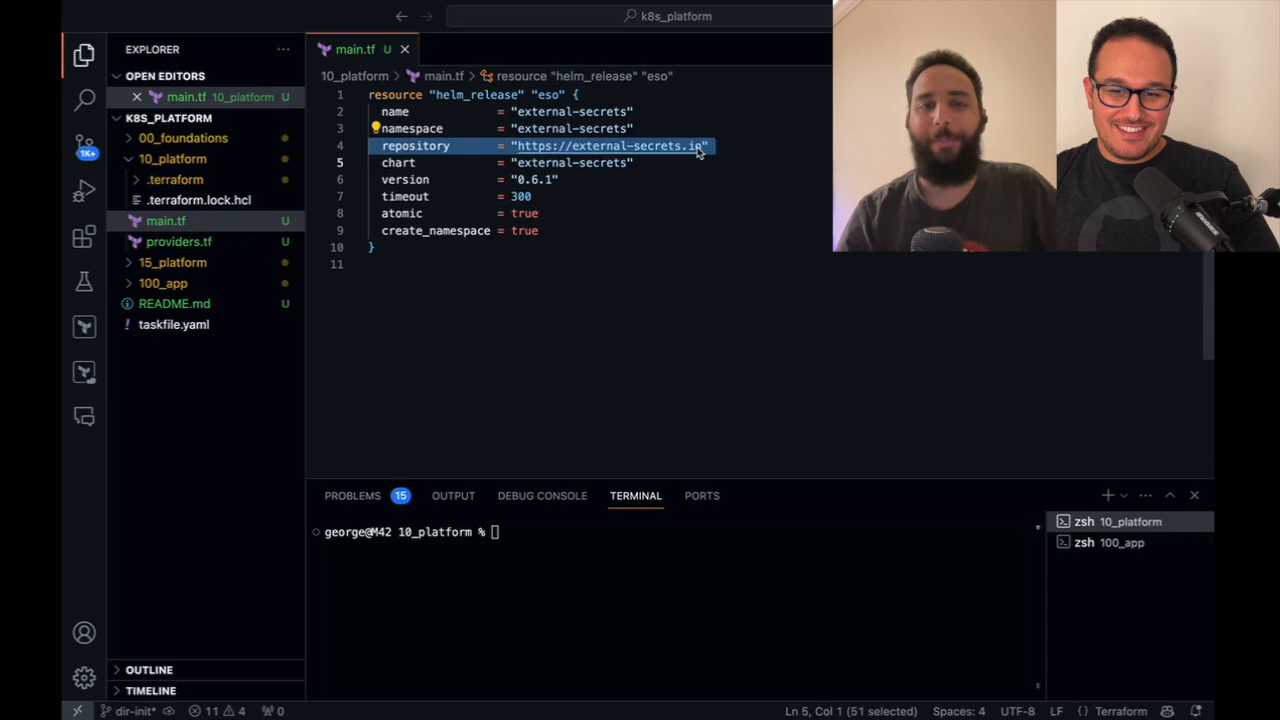 k8s_platform
EXPLORER
main.tf U
OPEN EDITORS
main.tf 10_platform U
K8S_PLATFORM
00_foundations
10_platform
.terraform
.terraform.lock.hcl
main.tf U
providers.tf U
15_platform
100_app
README.md U
taskfile.yaml
OUTLINE
TIMELINE
1K+
10_platform > main.tf > resource "helm_release" "eso"
1 resource "helm_release" "eso" {
2 name = "external-secrets"
3 namespace = "external-secrets"
4 repository = "https://external-secrets.io"
5 chart = "external-secrets"
6 version = "0.6.1"
7 timeout = 300
8 atomic = true
9 create_namespace = true
10 }
11
PROBLEMS 15 OUTPUT DEBUG CONSOLE TERMINAL PORTS
george@M42 10_platform %
zsh 10_platform
zsh 100_app
dir-init* 11 4 0 Ln 5, Col 1 (51 selected) Spaces: 4 UTF-8 LF {} Terraform